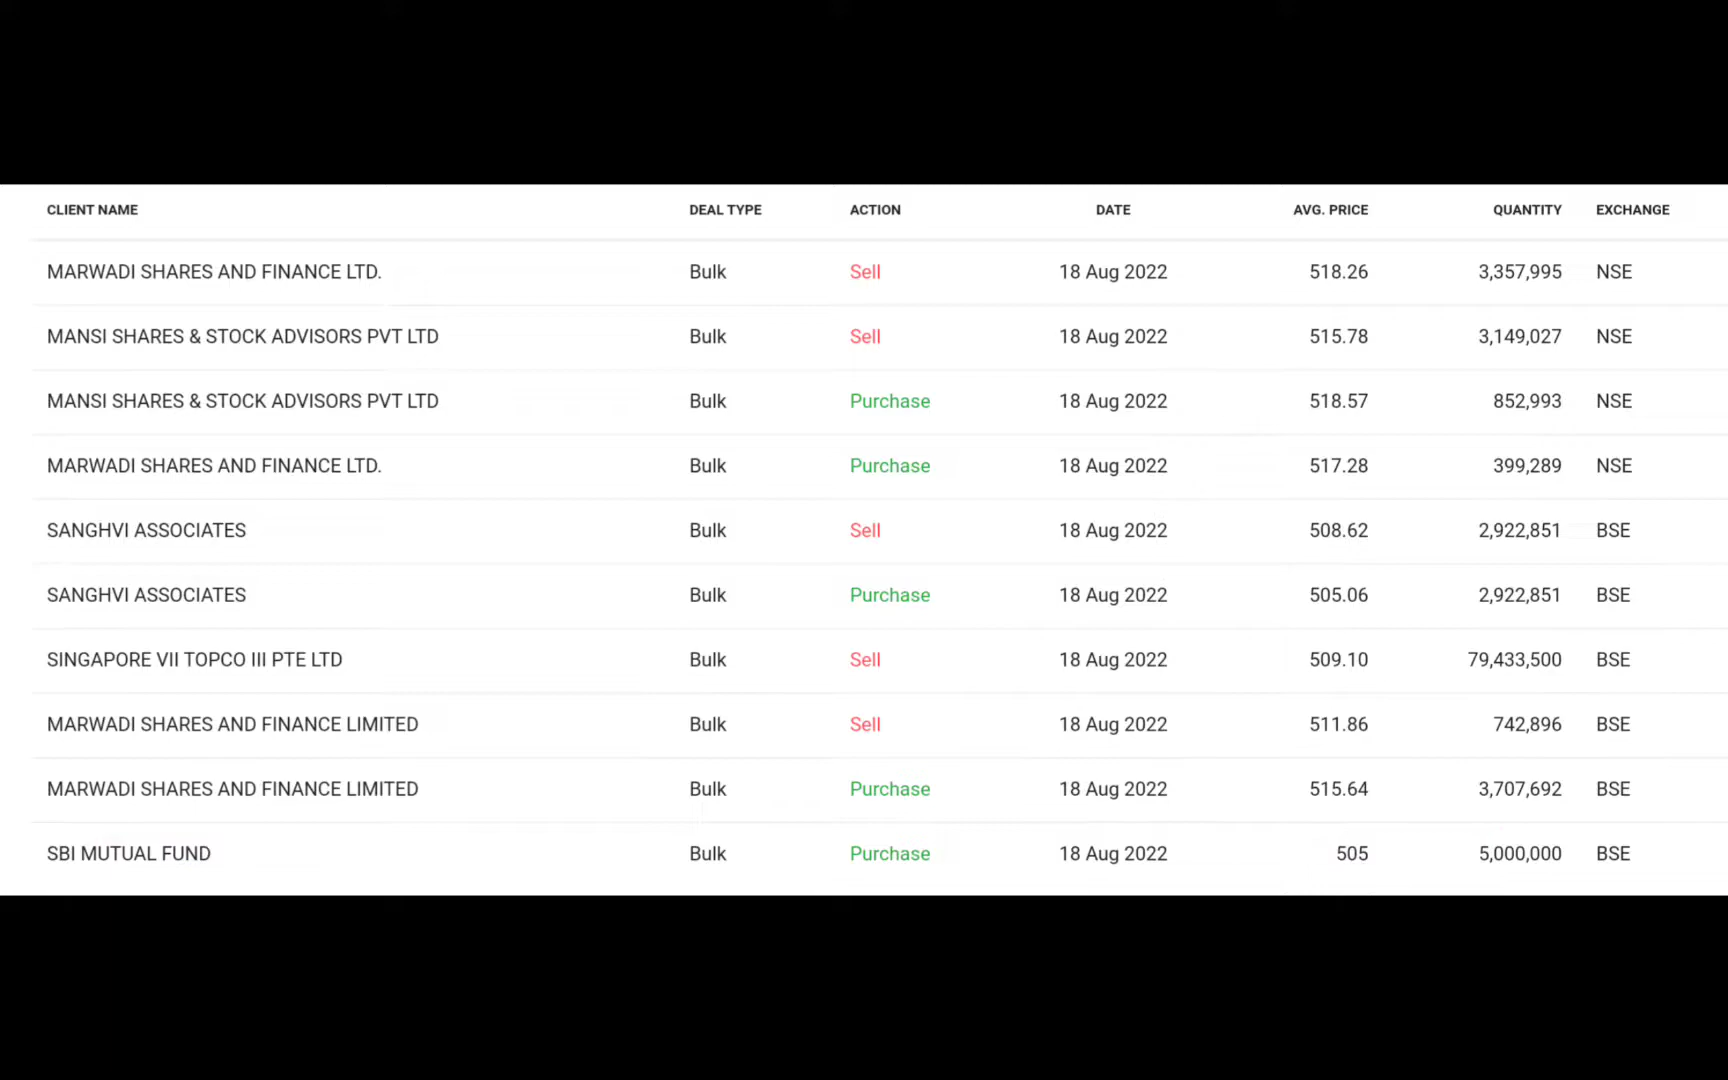 CLIENT NAME DEAL TYPE ACTION DATE AVG. PRICE QUANTITY EXCHANGE
MARWADI SHARES AND FINANCE LTD. Bulk Sell 18 Aug 2022 518.26 3,357,995 NSE
MANSI SHARES & STOCK ADVISORS PVT LTD Bulk Sell 18 Aug 2022 515.78 3,149,027 NSE
MANSI SHARES & STOCK ADVISORS PVT LTD Bulk Purchase 18 Aug 2022 518.57 852,993 NSE
MARWADI SHARES AND FINANCE LTD. Bulk Purchase 18 Aug 2022 517.28 399,289 NSE
SANGHVI ASSOCIATES Bulk Sell 18 Aug 2022 508.62 2,922,851 BSE
SANGHVI ASSOCIATES Bulk Purchase 18 Aug 2022 505.06 2,922,851 BSE
SINGAPORE VII TOPCO III PTE LTD Bulk Sell 18 Aug 2022 509.10 79,433,500 BSE
MARWADI SHARES AND FINANCE LIMITED Bulk Sell 18 Aug 2022 511.86 742,896 BSE
MARWADI SHARES AND FINANCE LIMITED Bulk Purchase 18 Aug 2022 515.64 3,707,692 BSE
SBI MUTUAL FUND Bulk Purchase 18 Aug 2022 505 5,000,000 BSE